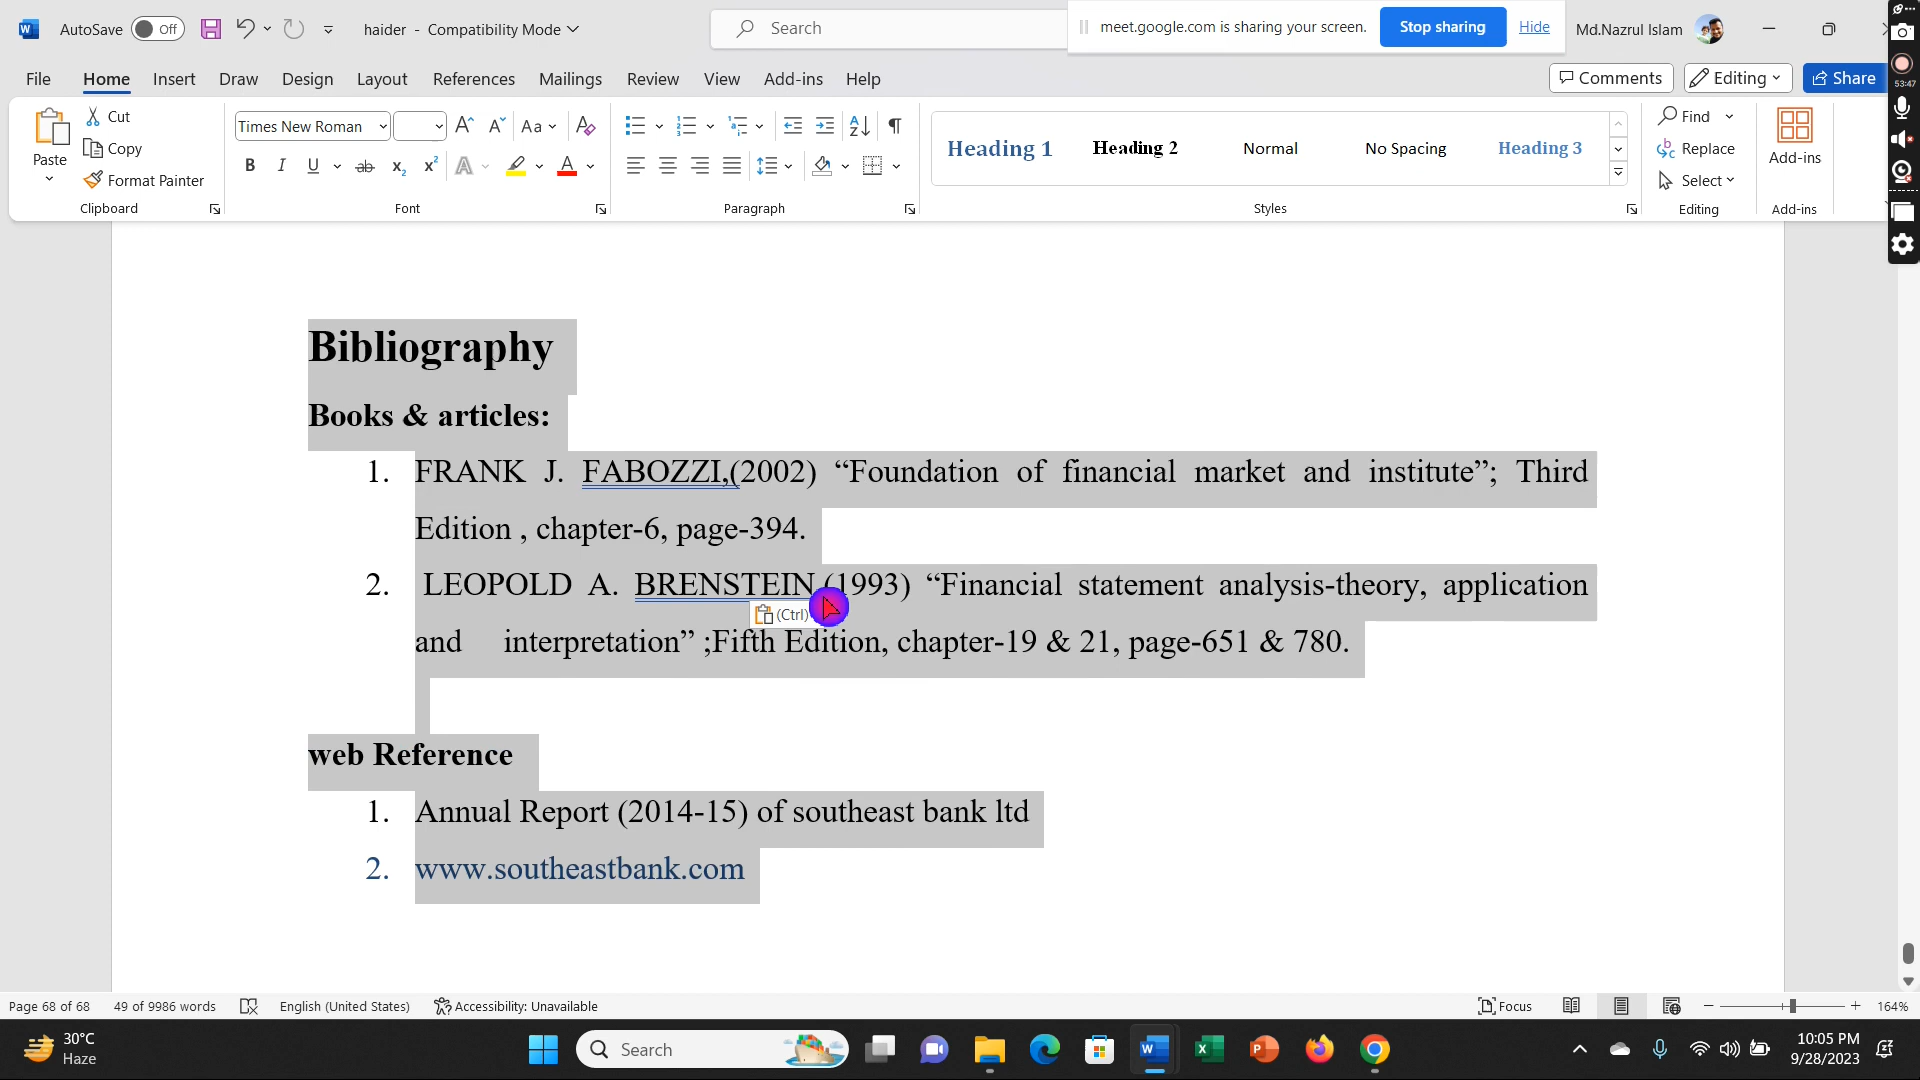 AutoSave Off haider - Compatibility Mode Search meet.google.com is sharing your screen. Stop sharing Hide Md.Nazrul Islam
File Home Insert Draw Design Layout References Mailings Review View Add-ins Help Comments Editing Share
53:47
Paste Cut Copy Format Painter
Times New Roman
Heading 1 Heading 2 Normal No Spacing Heading 3
Find Replace Select
Add-ins
Clipboard Font Paragraph Styles Editing Add-ins
Bibliography
Books & articles:
1. FRANK J. FABOZZI,(2002) “Foundation of financial market and institute”; Third
Edition , chapter-6, page-394.
2. LEOPOLD A. BRENSTEIN,(1993) “Financial statement analysis-theory, application
(Ctrl)
and interpretation” ;Fifth Edition, chapter-19 & 21, page-651 & 780.
web Reference
1. Annual Report (2014-15) of southeast bank ltd
2. www.southeastbank.com
Page 68 of 68 49 of 9986 words English (United States) Accessibility: Unavailable Focus 164%
30°C
Haze
Search
10:05 PM
9/28/2023